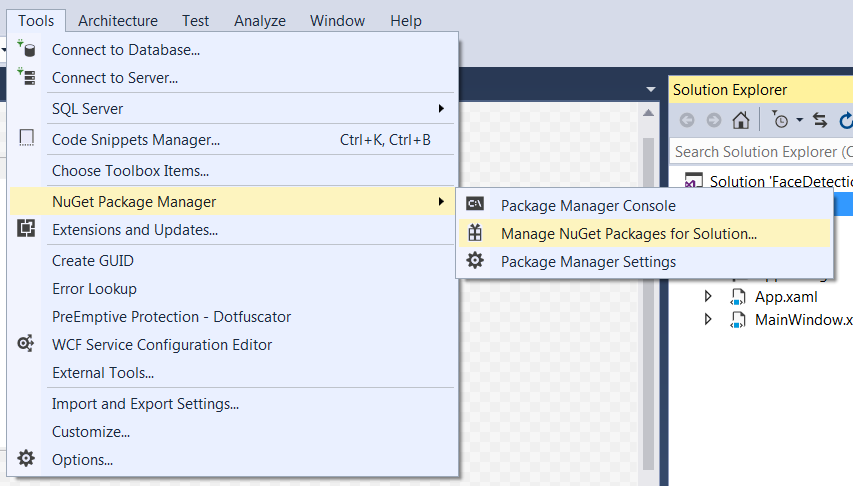 Tools Architecture Test Analyze Window Help
Connect to Database...
Connect to Server...
SQL Server
Code Snippets Manager... Ctrl+K, Ctrl+B
Choose Toolbox Items...
NuGet Package Manager
Extensions and Updates...
Create GUID
Error Lookup
PreEmptive Protection - Dotfuscator
WCF Service Configuration Editor
External Tools...
Import and Export Settings...
Customize...
Options...
C:\
Package Manager Console
Manage NuGet Packages for Solution...
Package Manager Settings
Solution Explorer
Search Solution Explorer (C
Solution 'FaceDetectio
App.xaml
MainWindow.x